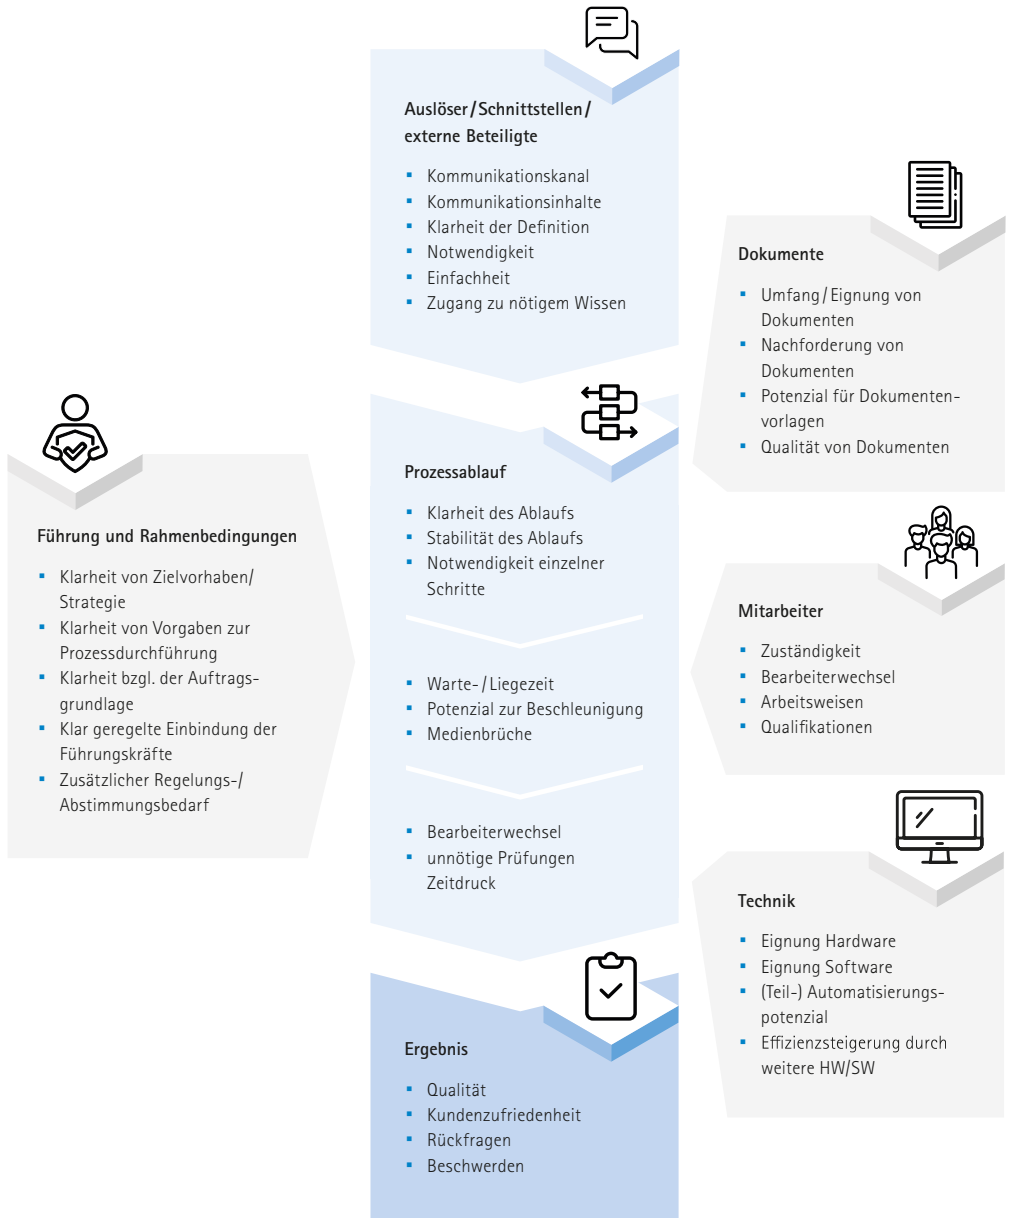 Auslöser/Schnittstellen/
externe Beteiligte
▪ Kommunikationskanal
▪ Kommunikationsinhalte
▪ Klarheit der Definition
▪ Notwendigkeit
▪ Einfachheit
▪ Zugang zu nötigem Wissen
Führung und Rahmenbedingungen
▪ Klarheit von Zielvorhaben/
Strategie
▪ Klarheit von Vorgaben zur
Prozessdurchführung
▪ Klarheit bzgl. der Auftrags-
grundlage
▪ Klar geregelte Einbindung der
Führungskräfte
▪ Zusätzlicher Regelungs-/
Abstimmungsbedarf
Prozessablauf
▪ Klarheit des Ablaufs
▪ Stabilität des Ablaufs
▪ Notwendigkeit einzelner
Schritte
▪ Warte-/Liegezeit
▪ Potenzial zur Beschleunigung
▪ Medienbrüche
▪ Bearbeiterwechsel
▪ unnötige Prüfungen
Zeitdruck
Ergebnis
▪ Qualität
▪ Kundenzufriedenheit
▪ Rückfragen
▪ Beschwerden
Dokumente
▪ Umfang/Eignung von
Dokumenten
▪ Nachforderung von
Dokumenten
▪ Potenzial für Dokumenten-
vorlagen
▪ Qualität von Dokumenten
Mitarbeiter
▪ Zuständigkeit
▪ Bearbeiterwechsel
▪ Arbeitsweisen
▪ Qualifikationen
Technik
▪ Eignung Hardware
▪ Eignung Software
▪ (Teil-) Automatisierungs-
potenzial
▪ Effizienzsteigerung durch
weitere HW/SW